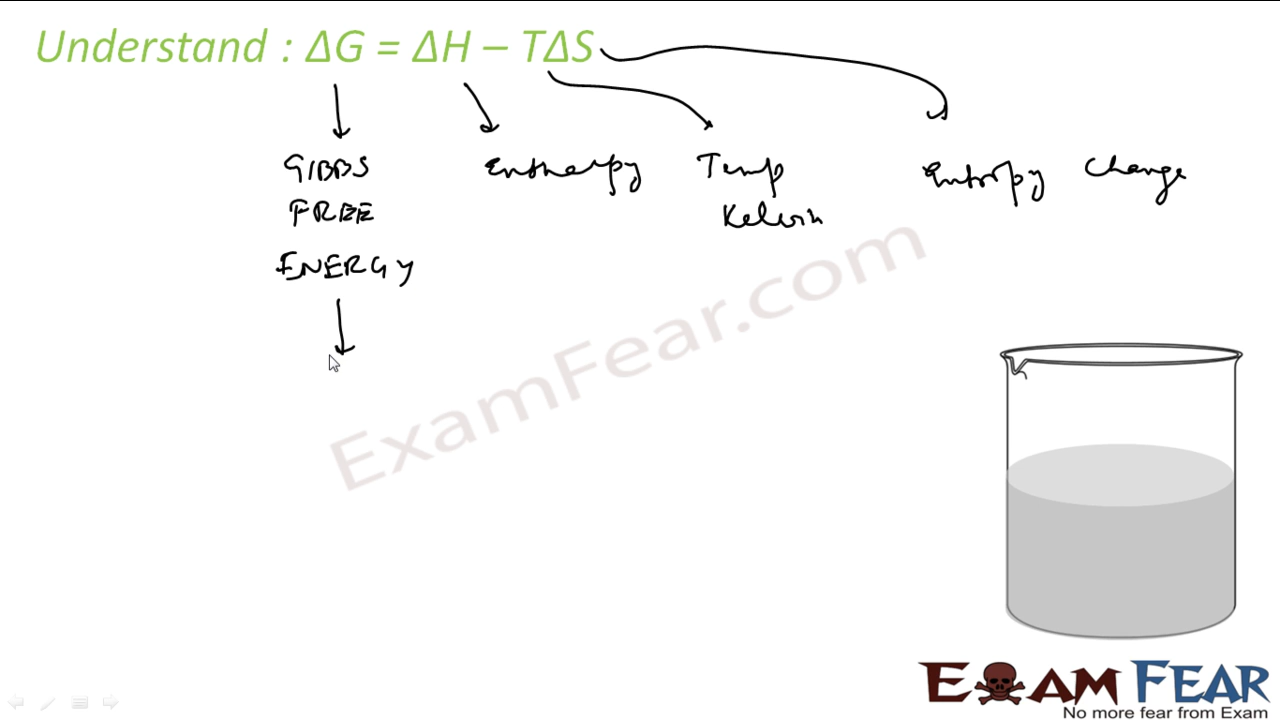 Understand : ΔG = ΔH – TΔS
GIBBS
FREE
ENERGY
Enthalpy
Temp
Kelvin
Entropy Change
ExamFear.com
EXAM FEAR
No more fear from Exam